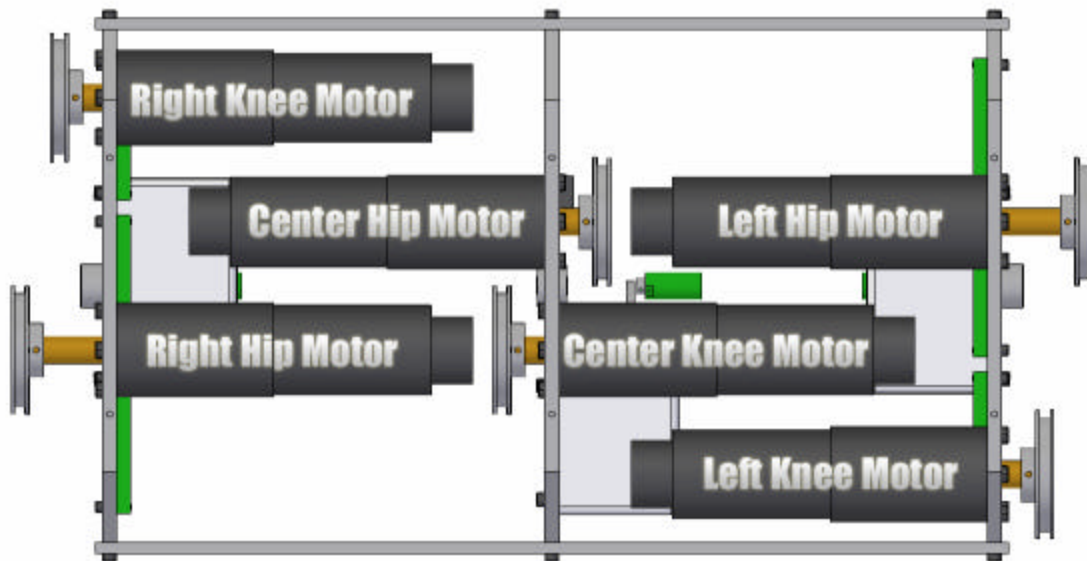 Right Knee Motor
Center Hip Motor
Left Hip Motor
Right Hip Motor
Center Knee Motor
Left Knee Motor